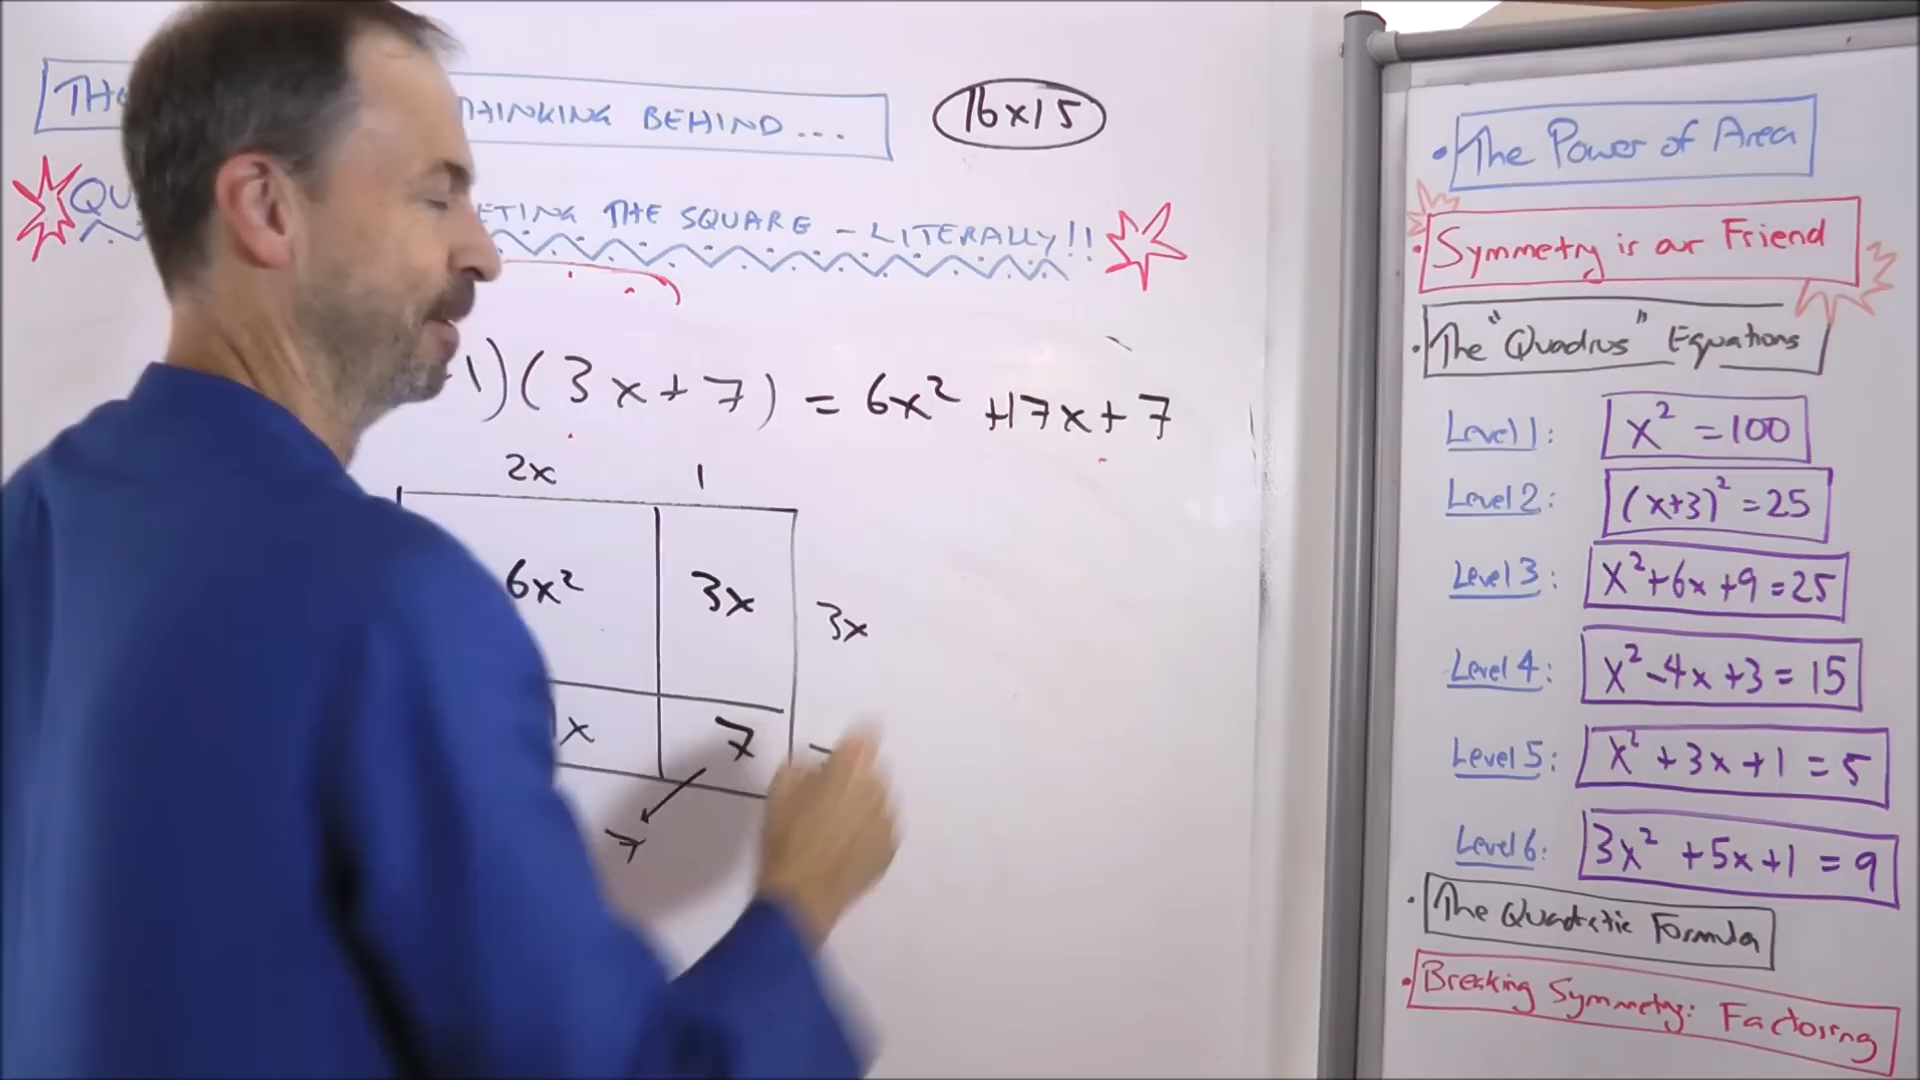 THINKING BEHIND...
16x15
THE SQUARE - LITERALLY!!
1)(3x+7) = 6x² +17x+7
2x 1
6x² 3x 3x
x 7
7
• The Power of Area
• Symmetry is our Friend
• The "Quadrus" Equations
Level 1: x² = 100
Level 2: (x+3)² = 25
Level 3: x²+6x+9=25
Level 4: x²-4x+3=15
Level 5: x²+3x+1=5
Level 6: 3x²+5x+1=9
• The Quadratic Formula
• Breaking Symmetry: Factoring